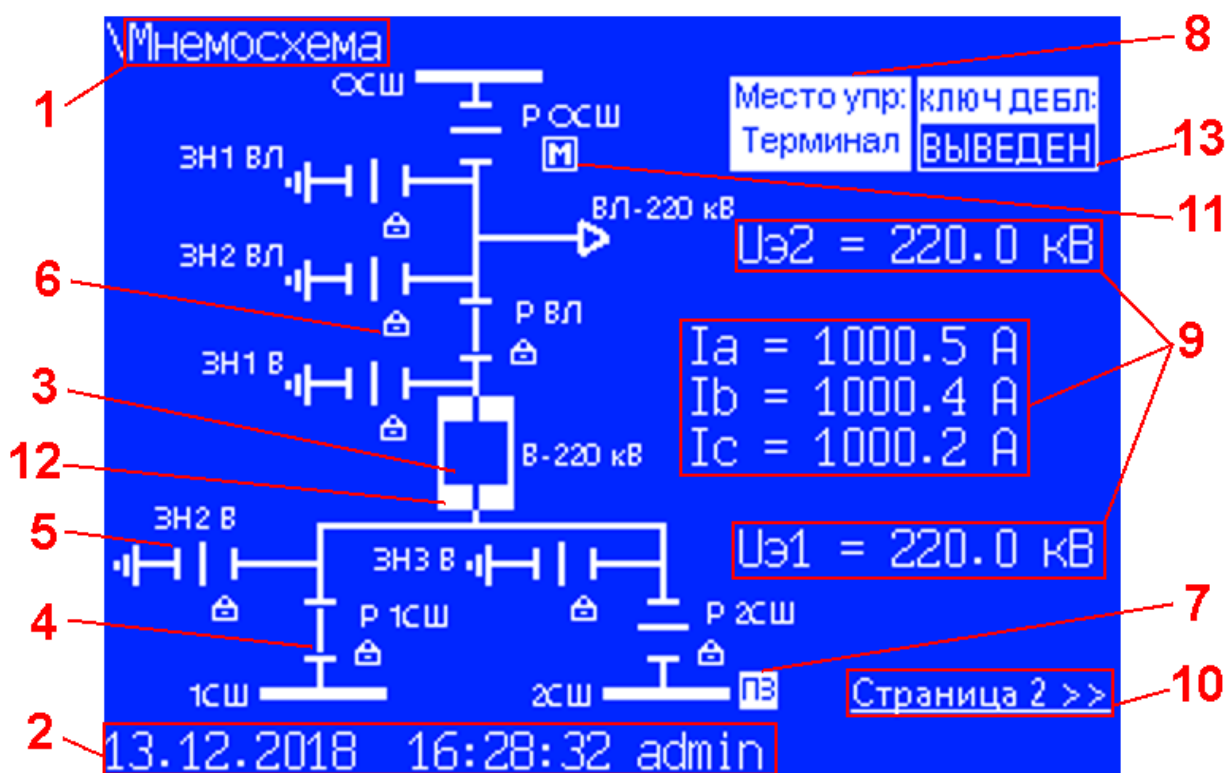 \Мнемосхема
8
1
ОСШ
Место упр:
Терминал
КЛЮЧ ДЕБЛ:
ВЫВЕДЕН
13
Р ОСШ
М
11
ЗН1 ВЛ
ВЛ-220 кВ
Uэ2 = 220.0 кВ
ЗН2 ВЛ
6
Р ВЛ
9
Ia = 1000.5 A
Ib = 1000.4 A
Ic = 1000.2 A
ЗН1 В
3
В-220 кВ
12
ЗН2 В
5
ЗН3 В
Uэ1 = 220.0 кВ
7
4
Р 1СШ
Р 2СШ
1СШ
2СШ
ПЗ
Страница 2 >>
10
2
13.12.2018 16:28:32 admin